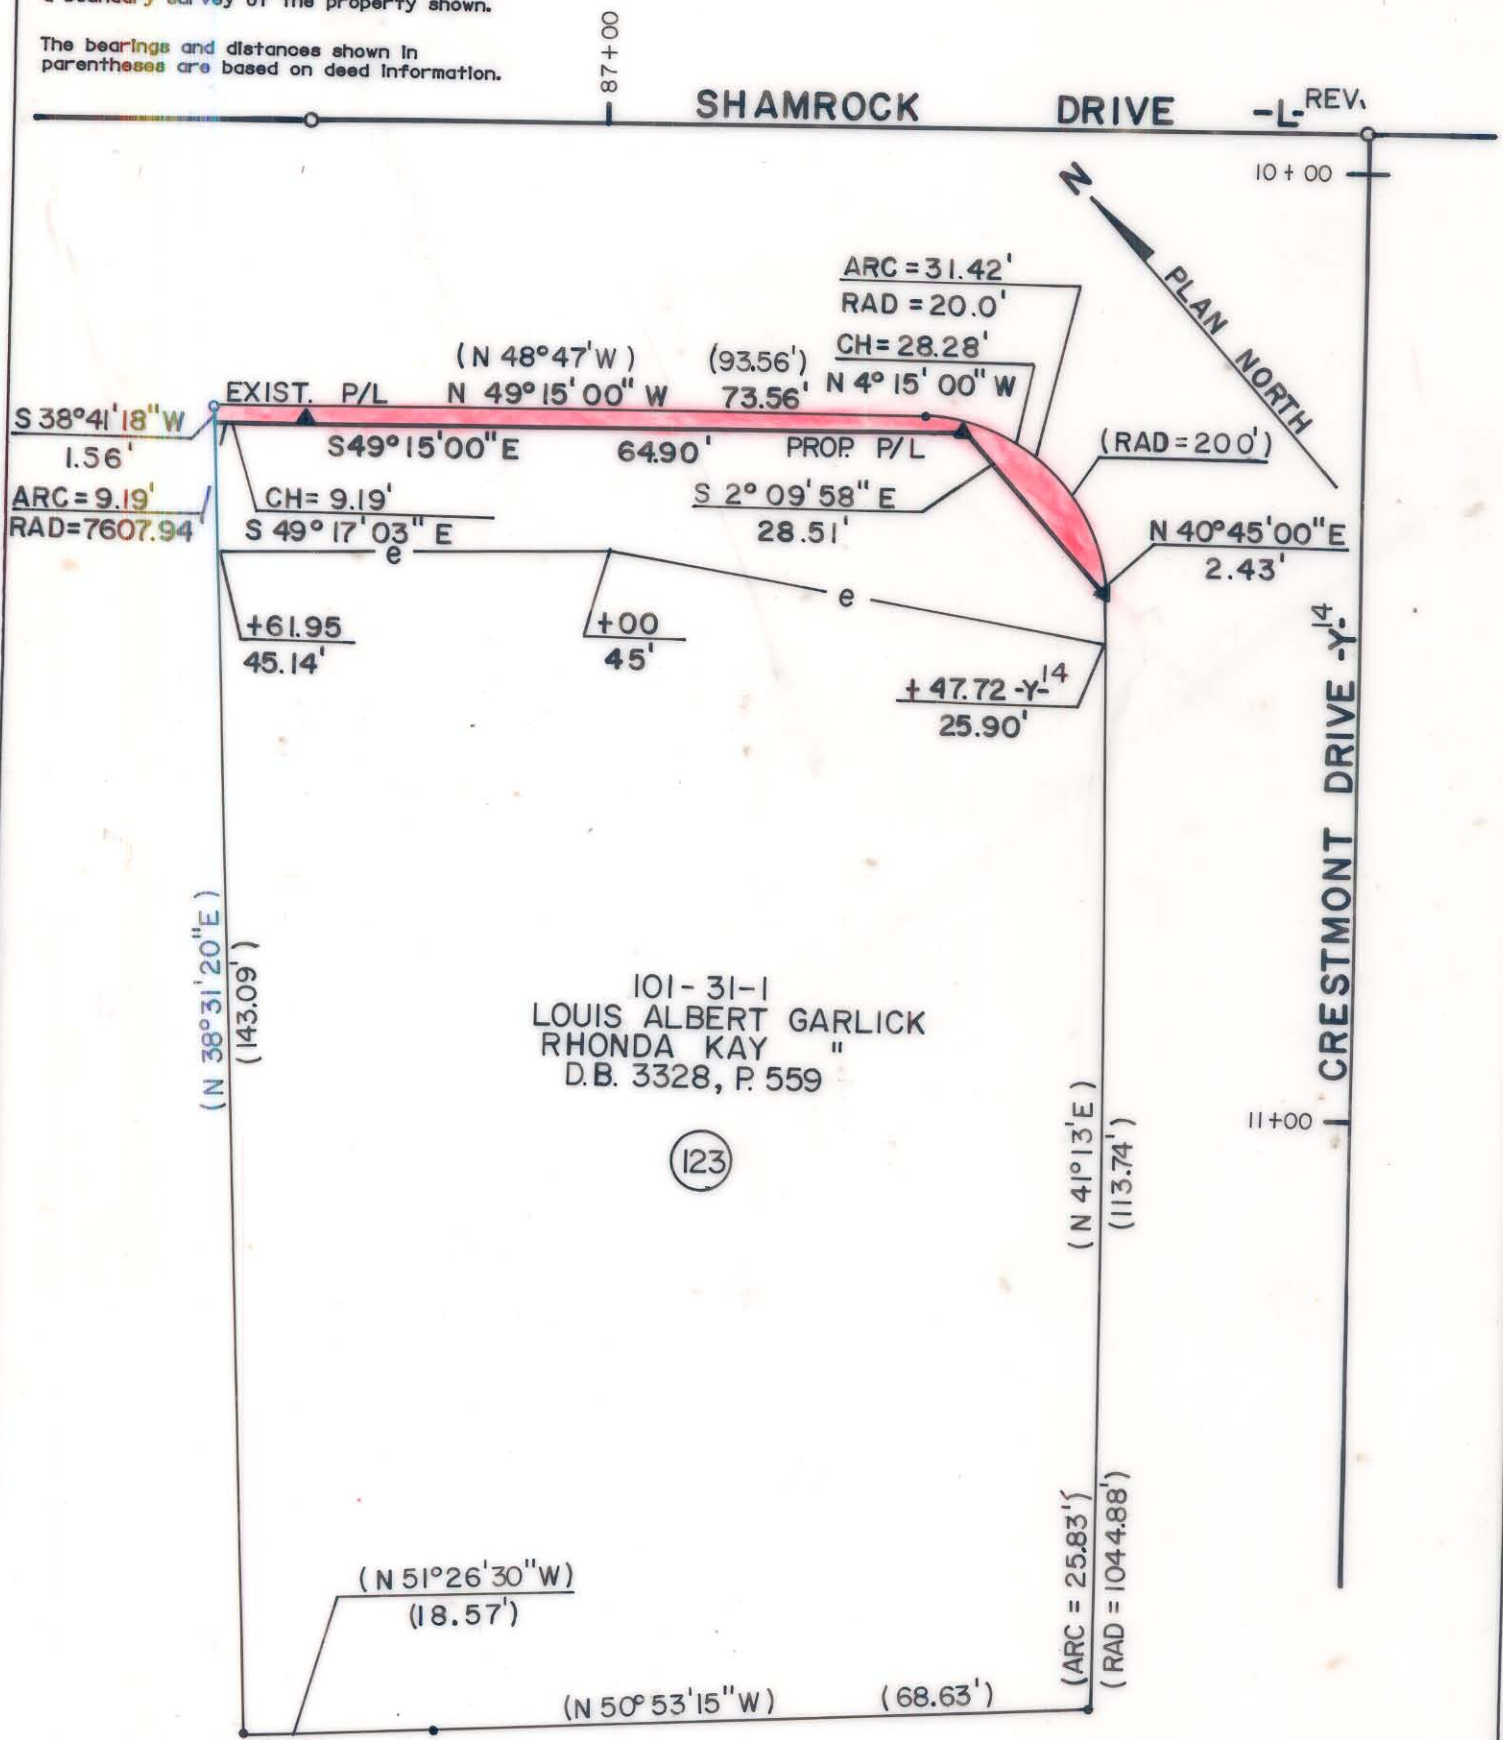 boundary survey of the property shown.
The bearings and distances shown in
parentheses are based on deed information.
87+00
SHAMROCK DRIVE -L- REV.
10+00
N
PLAN NORTH
ARC = 31.42'
RAD = 20.0'
CH = 28.28'
N 4° 15' 00" W
(N 48°47' W) (93.56')
EXIST. P/L N 49° 15' 00" W 73.56'
S 38°41'18" W
1.56'
S49° 15'00" E 64.90' PROP. P/L
(RAD = 200')
ARC = 9.19'
RAD=7607.94'
CH= 9.19'
S 49° 17' 03" E
S 2° 09' 58" E
28.51'
N 40°45'00" E
2.43'
e
e
+61.95
45.14'
+00
45'
+ 47.72 -Y-14
25.90'
CRESTMONT DRIVE -Y-14
(N 38°31'20" E)
(143.09')
101-31-1
LOUIS ALBERT GARLICK
RHONDA KAY "
D.B. 3328, P. 559
123
(N 41°13' E)
(113.74')
11+00
(ARC = 25.83')
(RAD = 1044.88')
(N 51°26'30" W)
(18.57')
(N 50° 53'15" W) (68.63')